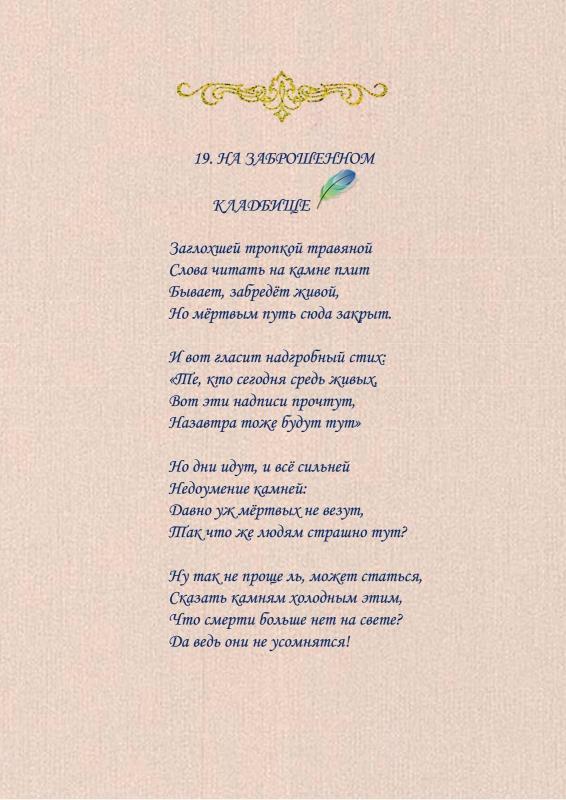 19. НА ЗАБРОШЕННОМ
КЛАДБИЩЕ
Заглохшей тропкой травяной
Слова читать на камне плит
Бывает, забредёт живой,
Но мёртвым путь сюда закрыт.
И вот гласит надгробный стих:
«Те, кто сегодня средь живых,
Вот эти надписи прочтут,
Назавтра тоже будут тут»
Но дни идут, и всё сильней
Недоумение камней:
Давно уж мёртвых не везут,
Так что же людям страшно тут?
Ну так не проще ль, может статься,
Сказать камням холодным этим,
Что смерти больше нет на свете?
Да ведь они не усомнятся!